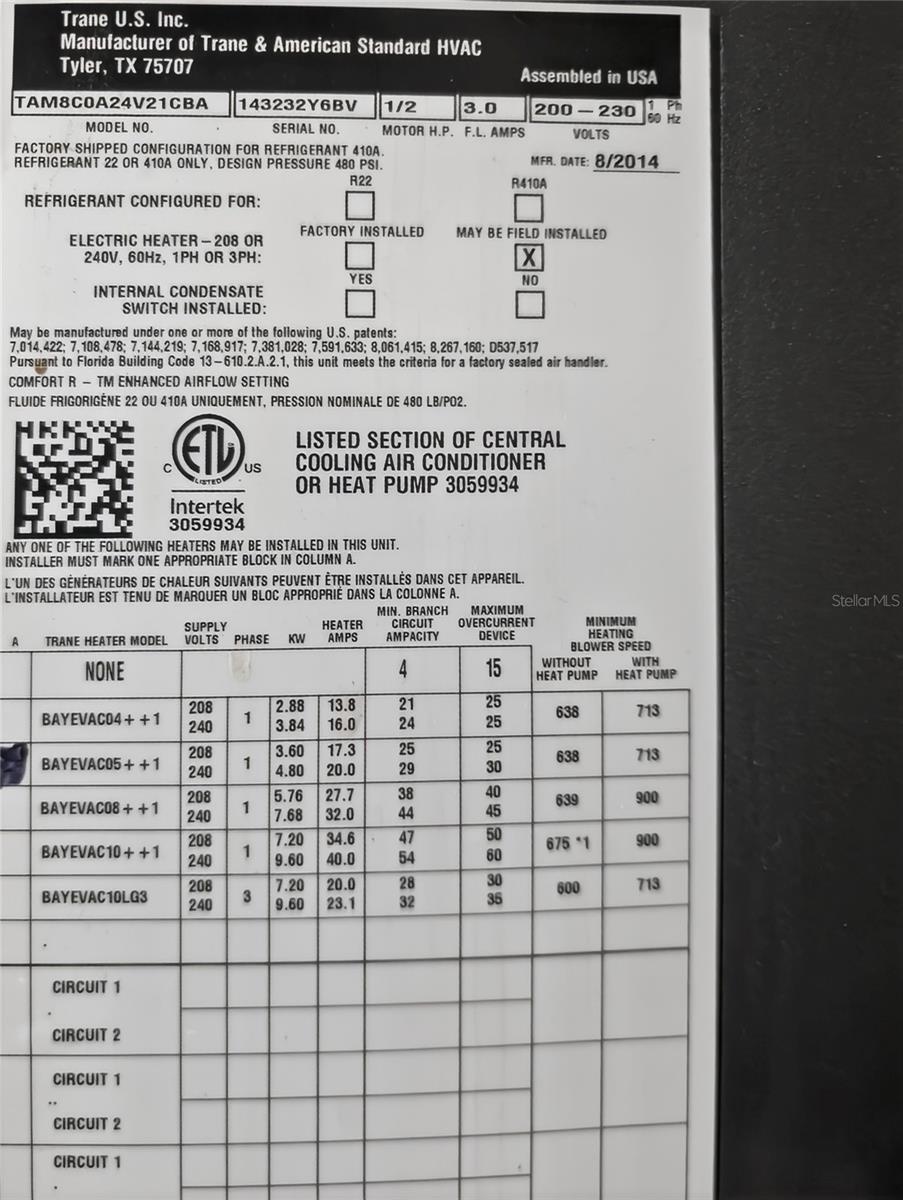 Trane U.S. Inc.
Manufacturer of Trane & American Standard HVAC
Tyler, TX 75707
Assembled in USA
TAM8C0A24V21CBA 143232Y6BV 1/2 3.0 200 – 230 1 Ph 60 Hz
MODEL NO. SERIAL NO. MOTOR H.P. F.L. AMPS VOLTS
FACTORY SHIPPED CONFIGURATION FOR REFRIGERANT 410A.
REFRIGERANT 22 OR 410A ONLY, DESIGN PRESSURE 480 PSI.
MFR. DATE: 8/2014
R22 R410A
REFRIGERANT CONFIGURED FOR:
FACTORY INSTALLED MAY BE FIELD INSTALLED
ELECTRIC HEATER – 208 OR
240V, 60Hz, 1PH OR 3PH: X
YES NO
INTERNAL CONDENSATE
SWITCH INSTALLED:
May be manufactured under one or more of the following U.S. patents:
7,014,422; 7,108,478; 7,144,219; 7,168,917; 7,381,028; 7,591,633; 8,061,415; 8,267,160; D537,517
Pursuant to Florida Building Code 13–610.2.A.2.1, this unit meets the criteria for a factory sealed air handler.
COMFORT R – TM ENHANCED AIRFLOW SETTING
FLUIDE FRIGORIGÈNE 22 OU 410A UNIQUEMENT, PRESSION NOMINALE DE 480 LB/PO2.
C ETL LISTED US
Intertek
3059934
LISTED SECTION OF CENTRAL
COOLING AIR CONDITIONER
OR HEAT PUMP 3059934
ANY ONE OF THE FOLLOWING HEATERS MAY BE INSTALLED IN THIS UNIT.
INSTALLER MUST MARK ONE APPROPRIATE BLOCK IN COLUMN A.
L'UN DES GÉNÉRATEURS DE CHALEUR SUIVANTS PEUVENT ÊTRE INSTALLÉS DANS CET APPAREIL.
L'INSTALLATEUR EST TENU DE MARQUER UN BLOC APPROPRIÉ DANS LA COLONNE A.
A TRANE HEATER MODEL SUPPLY VOLTS PHASE KW HEATER AMPS MIN. BRANCH CIRCUIT AMPACITY MAXIMUM OVERCURRENT DEVICE MINIMUM HEATING BLOWER SPEED
WITHOUT HEAT PUMP WITH HEAT PUMP
NONE 4 15
BAYEVAC04++1 208 1 2.88 13.8 21 25 638 713
240 3.84 16.0 24 25
BAYEVAC05++1 208 1 3.60 17.3 25 25 638 713
240 4.80 20.0 29 30
BAYEVAC08++1 208 1 5.76 27.7 38 40 639 900
240 7.68 32.0 44 45
BAYEVAC10++1 208 1 7.20 34.6 47 50 675 *1 900
240 9.60 40.0 54 60
BAYEVAC10LG3 208 3 7.20 20.0 28 30 600 713
240 9.60 23.1 32 35
CIRCUIT 1
CIRCUIT 2
CIRCUIT 1
CIRCUIT 2
CIRCUIT 1
StellarMLS